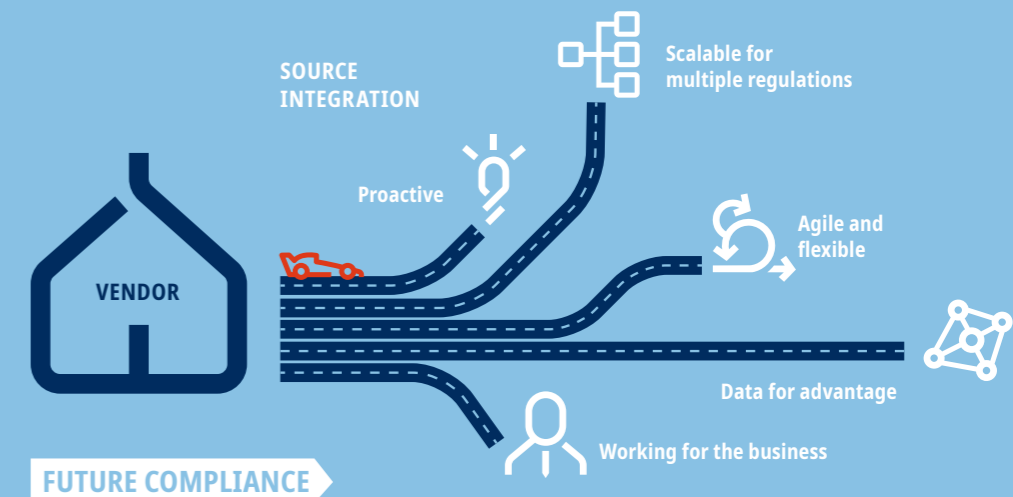 SOURCE
INTEGRATION
Scalable for
multiple regulations
Proactive
Agile and
flexible
VENDOR
Data for advantage
Working for the business
FUTURE COMPLIANCE